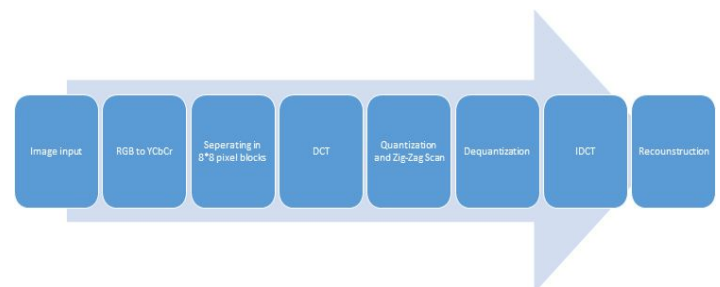 Image input
RGB to YCbCr
Seperating in
8*8 pixel blocks
DCT
Quantization
and Zig-Zag Scan
Dequantization
IDCT
Recounstruction